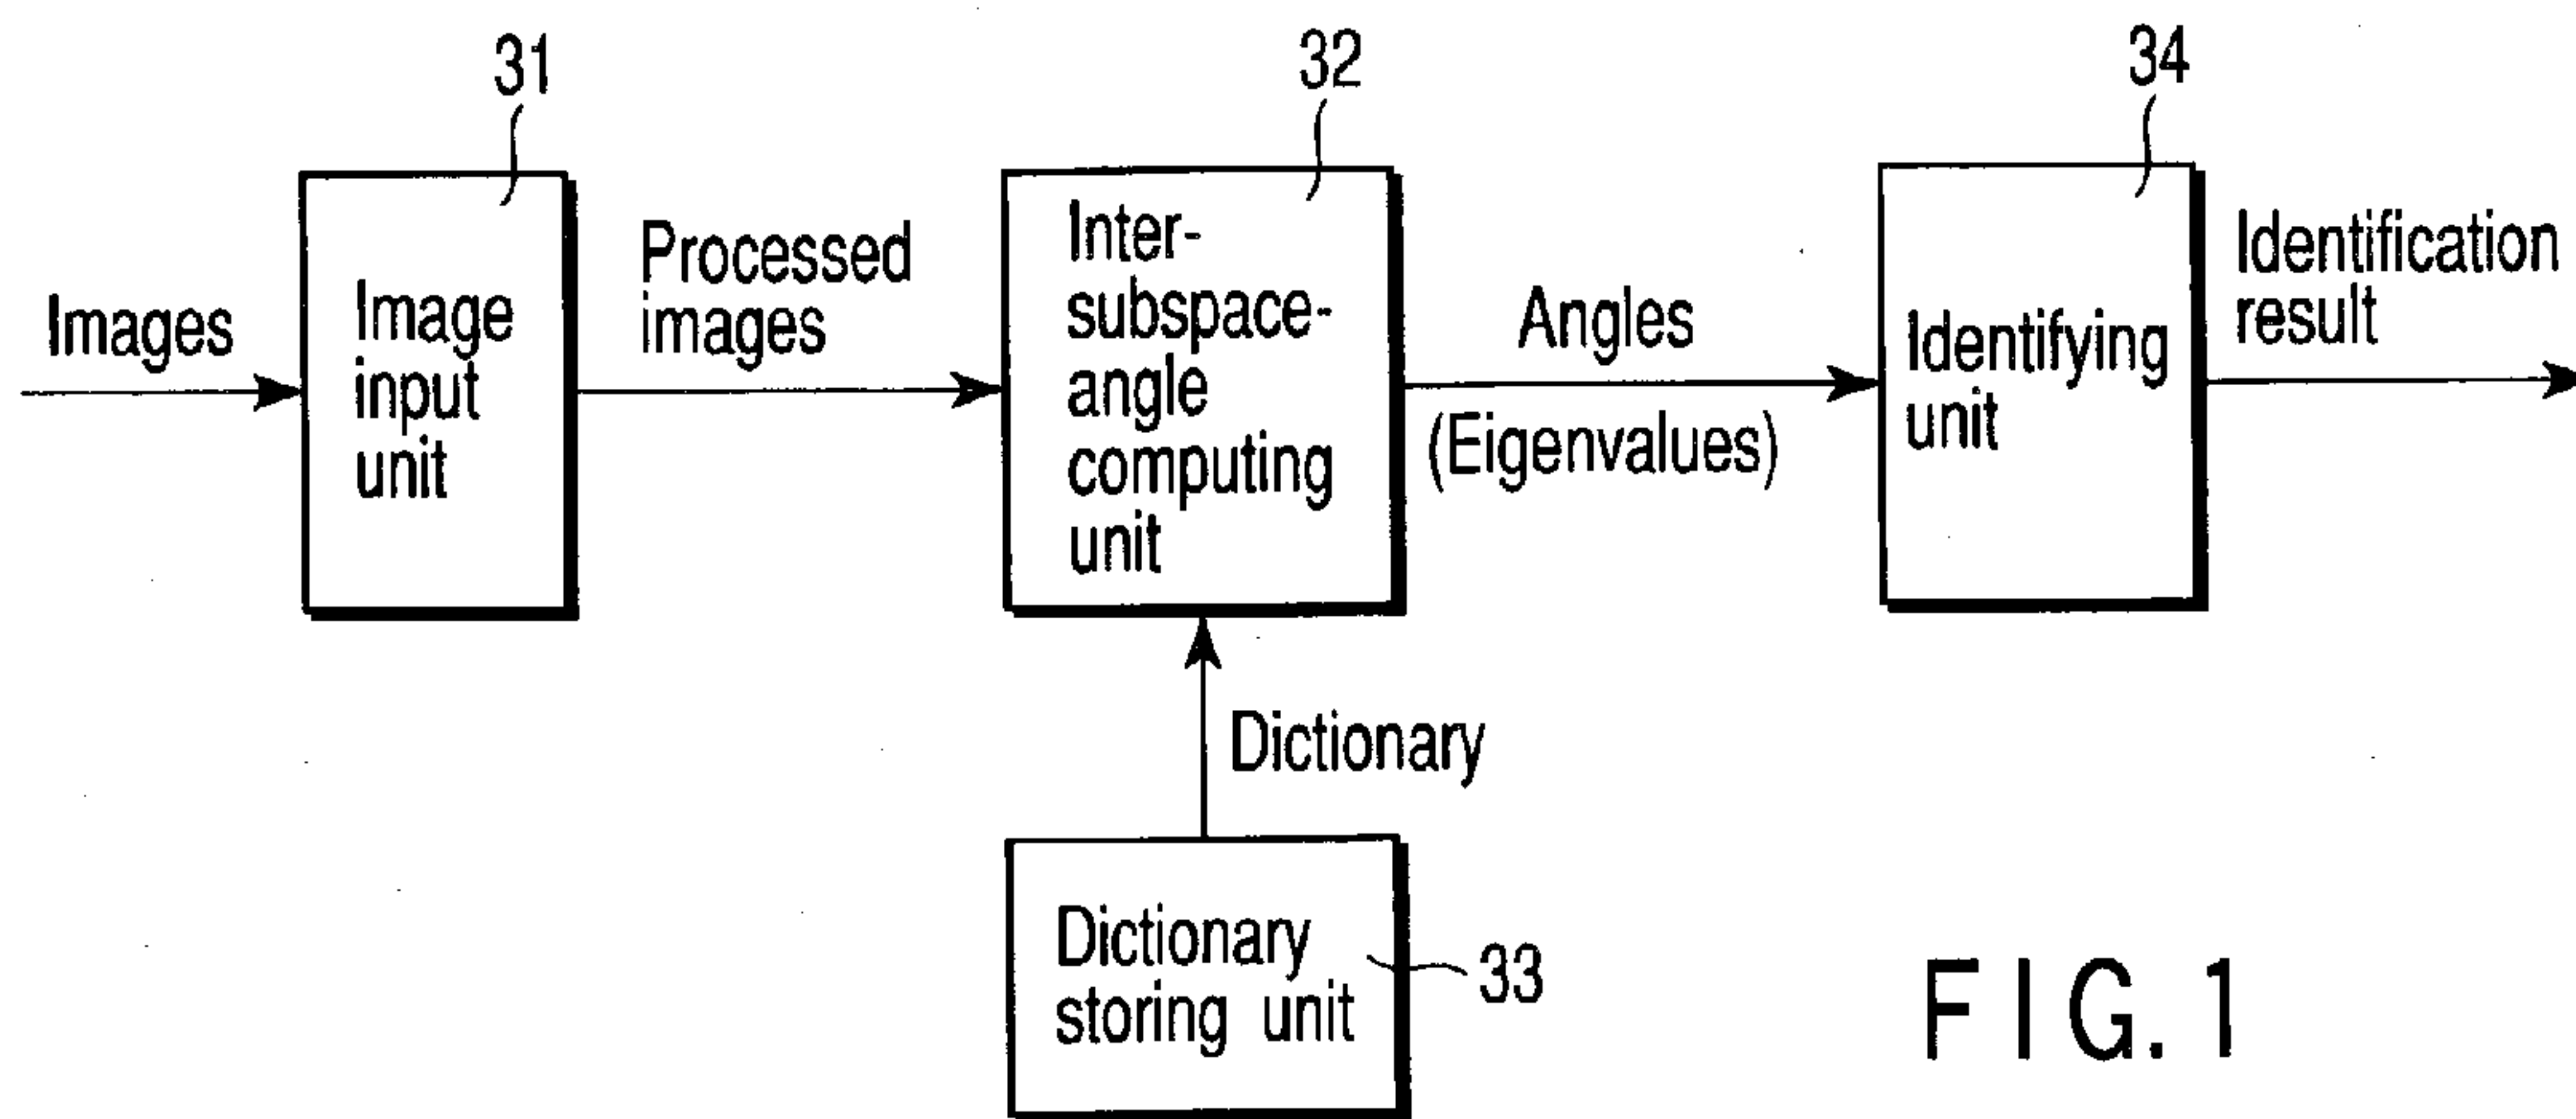 31
32
34
Images
Image
input
unit
Processed
images
Inter-
subspace-
angle
computing
unit
Angles
(Eigenvalues)
Identifying
unit
Identification
result
Dictionary
Dictionary
storing unit
33
FIG. 1